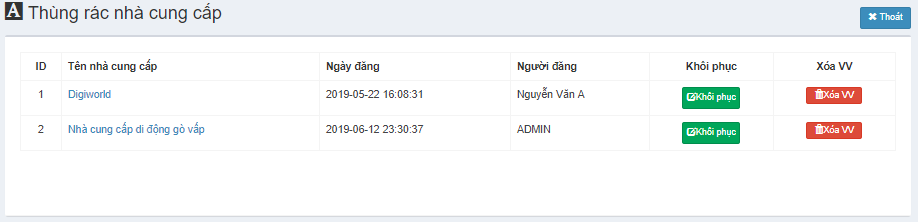 A Thùng rác nhà cung cấp
Thoát
ID Tên nhà cung cấp Ngày đăng Người đăng Khôi phục Xóa VV
1 Digiworld 2019-05-22 16:08:31 Nguyễn Văn A Khôi phục Xóa VV
2 Nhà cung cấp di động gò vấp 2019-06-12 23:30:37 ADMIN Khôi phục Xóa VV